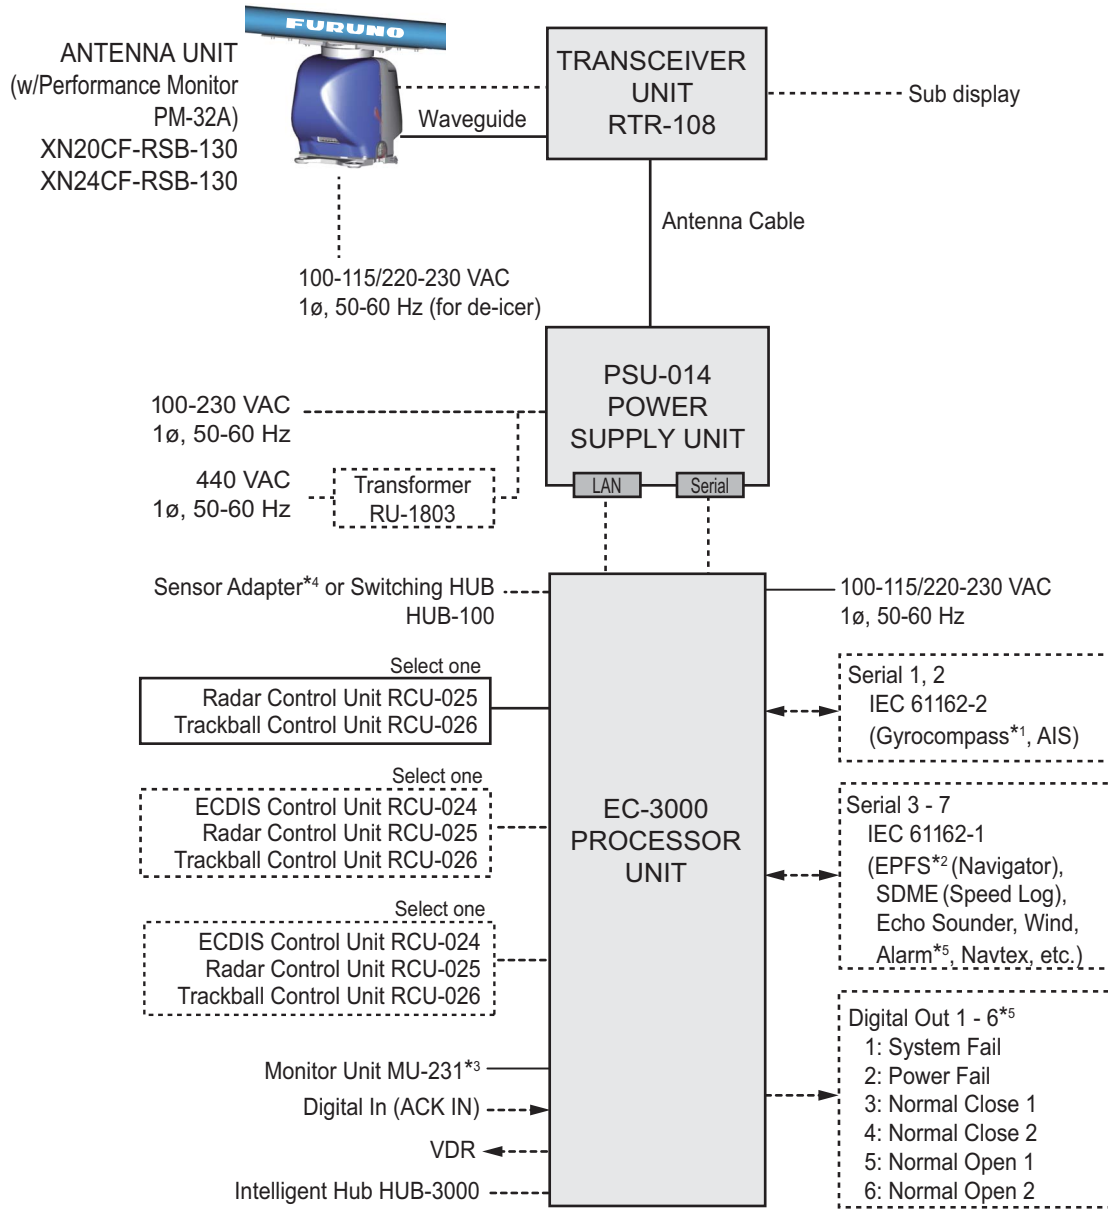 FURUNO
ANTENNA UNIT
(w/Performance Monitor
PM-32A)
XN20CF-RSB-130
XN24CF-RSB-130
Waveguide
TRANSCEIVER
UNIT
RTR-108
Sub display
Antenna Cable
100-115/220-230 VAC
1ø, 50-60 Hz (for de-icer)
PSU-014
POWER
SUPPLY UNIT
LAN
Serial
100-230 VAC
1ø, 50-60 Hz
440 VAC
1ø, 50-60 Hz
Transformer
RU-1803
Sensor Adapter*4 or Switching HUB
HUB-100
100-115/220-230 VAC
1ø, 50-60 Hz
Select one
Radar Control Unit RCU-025
Trackball Control Unit RCU-026
Select one
ECDIS Control Unit RCU-024
Radar Control Unit RCU-025
Trackball Control Unit RCU-026
Select one
ECDIS Control Unit RCU-024
Radar Control Unit RCU-025
Trackball Control Unit RCU-026
EC-3000
PROCESSOR
UNIT
Serial 1, 2
IEC 61162-2
(Gyrocompass*1, AIS)
Serial 3 - 7
IEC 61162-1
(EPFS*2 (Navigator),
SDME (Speed Log),
Echo Sounder, Wind,
Alarm*5, Navtex, etc.)
Monitor Unit MU-231*3
Digital In (ACK IN)
VDR
Intelligent Hub HUB-3000
Digital Out 1 - 6*5
1: System Fail
2: Power Fail
3: Normal Close 1
4: Normal Close 2
5: Normal Open 1
6: Normal Open 2